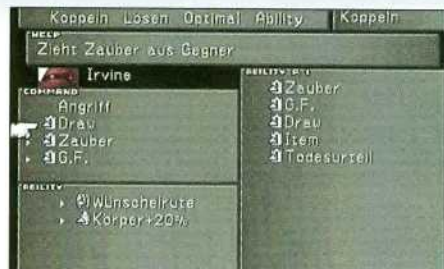 Koppeln Lösen Optimal Ability Koppeln
HELP
Zieht Zauber aus Gegner
Irvine
COMMAND
Angriff
Draw
Zauber
G.F.
ABILITY
Wünschelrute
Körper+20%
ABILITY P.1
Zauber
G.F.
Draw
Item
Todesurteil